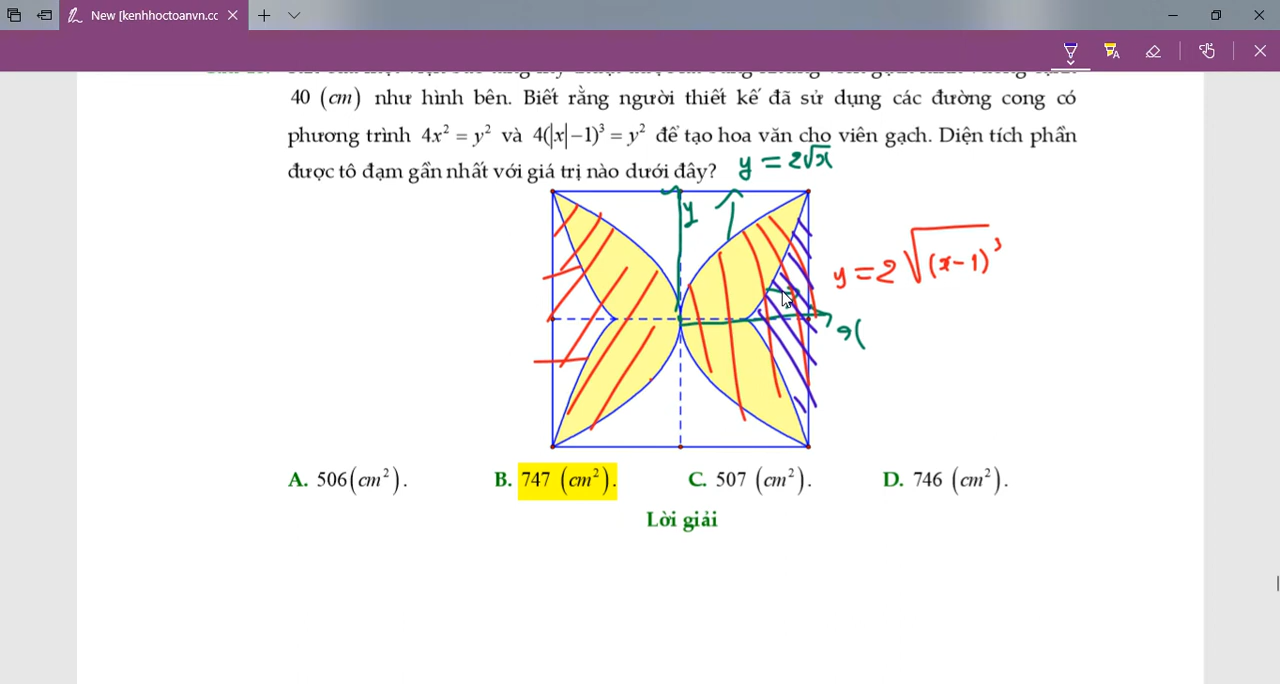 New [kenhhoctoanvn.cc
40 (cm) như hình bên. Biết rằng người thiết kế đã sử dụng các đường cong có
phương trình 4x² = y² và 4(|x|−1)³ = y² để tạo hoa văn cho viên gạch. Diện tích phần
được tô đạm gần nhất với giá trị nào dưới đây?
y = 2√x
y
y = 2√(x−1)³
x
A. 506(cm²).
B. 747 (cm²).
C. 507 (cm²).
D. 746 (cm²).
Lời giải